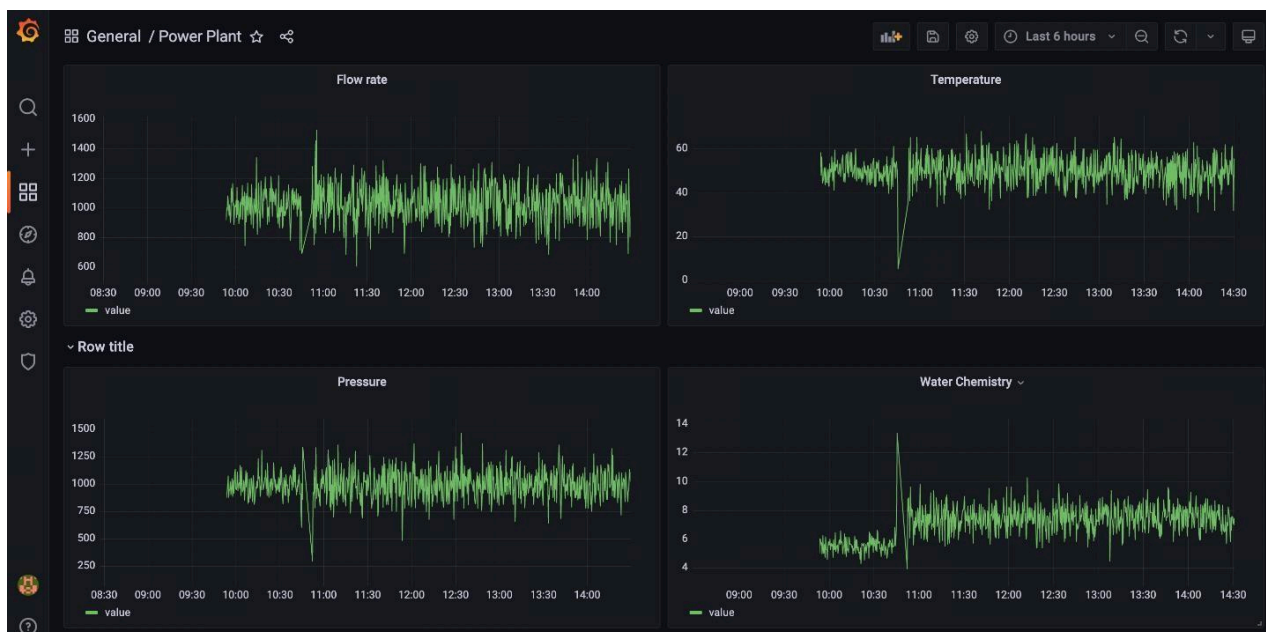 General / Power Plant
Last 6 hours
Flow rate
1600
1400
1200
1000
800
600
08:30 09:00 09:30 10:00 10:30 11:00 11:30 12:00 12:30 13:00 13:30 14:00
value
Temperature
60
40
20
0
09:00 09:30 10:00 10:30 11:00 11:30 12:00 12:30 13:00 13:30 14:00 14:30
value
Row title
Pressure
1500
1250
1000
750
500
250
08:30 09:00 09:30 10:00 10:30 11:00 11:30 12:00 12:30 13:00 13:30 14:00
value
Water Chemistry
14
12
10
8
6
4
09:00 09:30 10:00 10:30 11:00 11:30 12:00 12:30 13:00 13:30 14:00 14:30
value